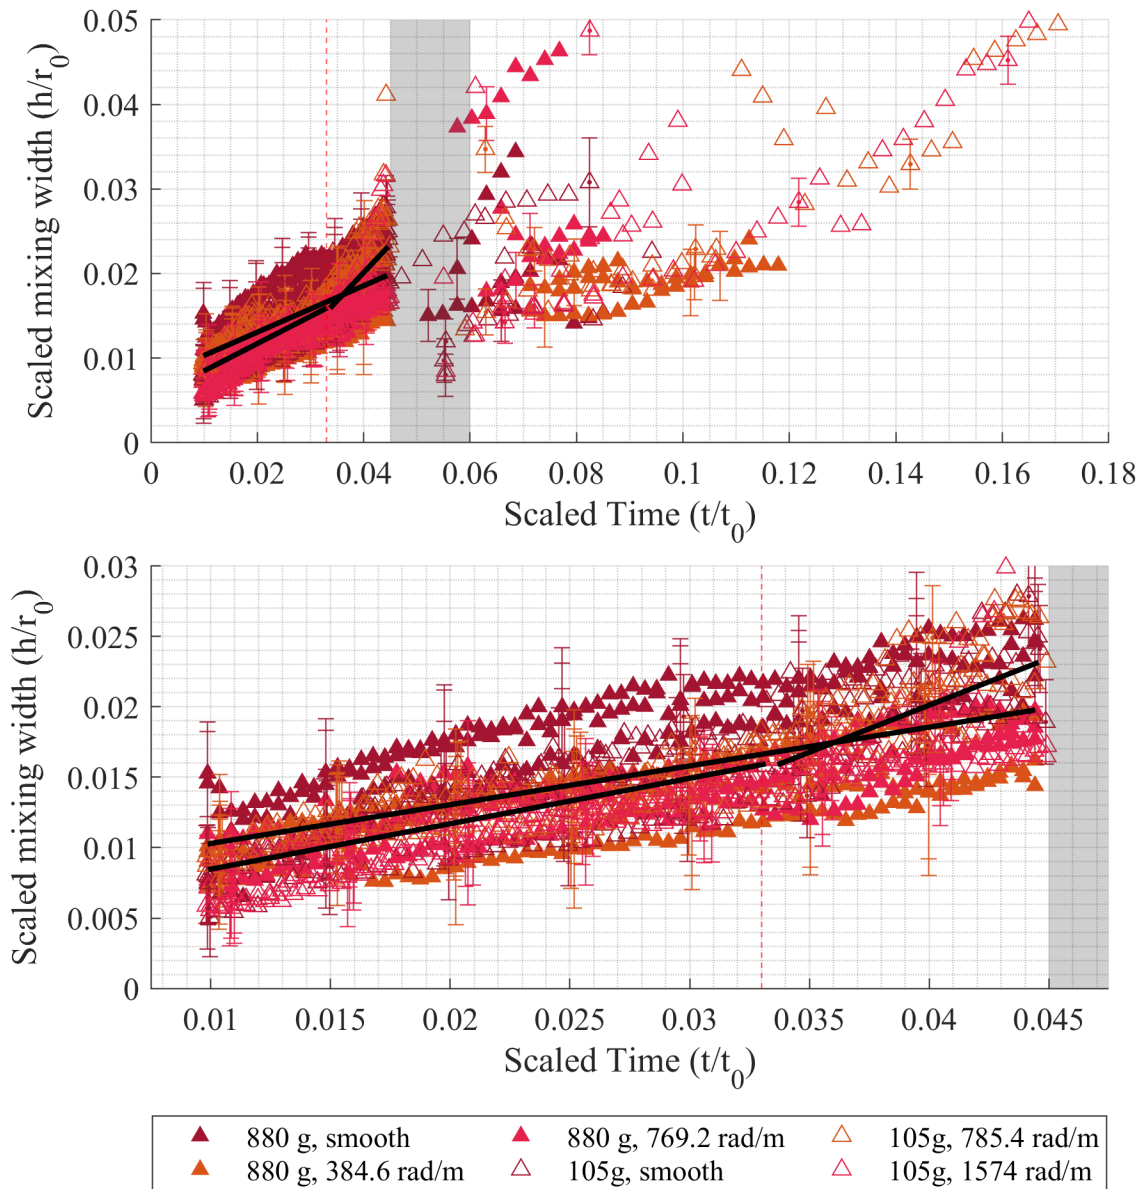 0.05
0.04
0.03
0.02
0.01
0
Scaled mixing width (h/r0)
0 0.02 0.04 0.06 0.08 0.1 0.12 0.14 0.16 0.18
Scaled Time (t/t0)
0.03
0.025
0.02
0.015
0.01
0.005
0
Scaled mixing width (h/r0)
0.01 0.015 0.02 0.025 0.03 0.035 0.04 0.045
Scaled Time (t/t0)
880 g, smooth 880 g, 769.2 rad/m 105g, 785.4 rad/m
880 g, 384.6 rad/m 105g, smooth 105g, 1574 rad/m